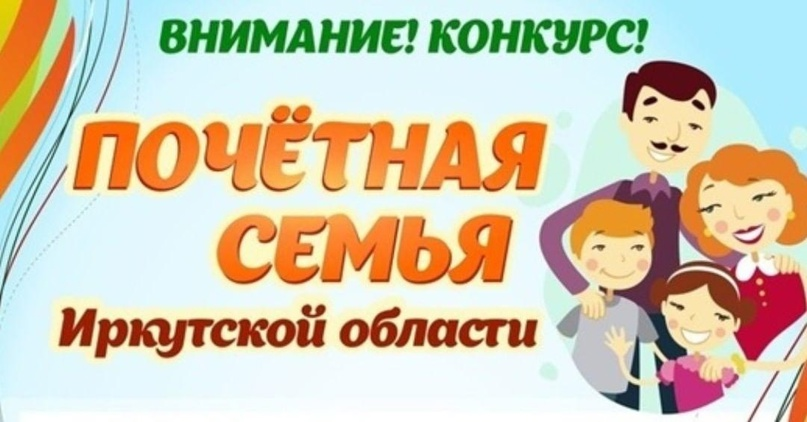 ВНИМАНИЕ! КОНКУРС!
ПОЧЁТНАЯ
СЕМЬЯ
Иркутской области